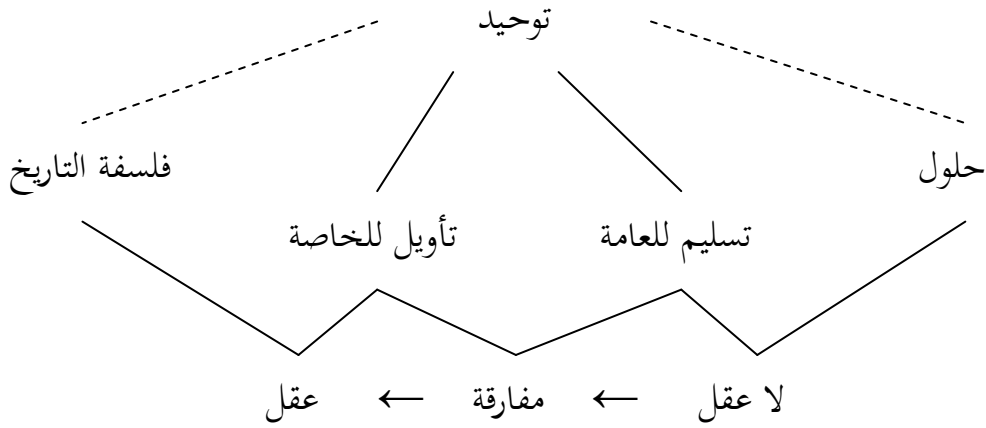 توحيد
حلول
فلسفة التاريخ
تسليم للعامة
تأويل للخاصة
لا عقل ← مفارقة ← عقل